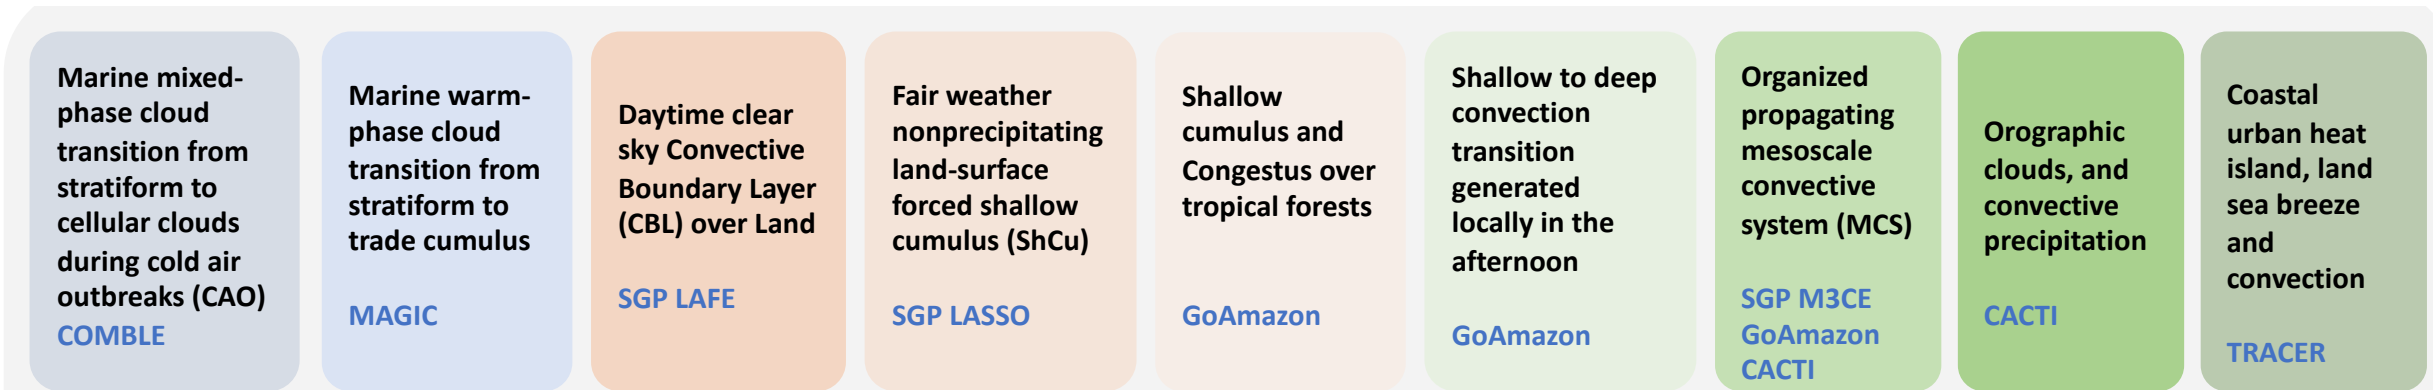 Marine mixed-
phase cloud
transition from
stratiform to
cellular clouds
during cold air
outbreaks (CAO)
COMBLE
Marine warm-
phase cloud
transition from
stratiform to
trade cumulus
MAGIC
Daytime clear
sky Convective
Boundary Layer
(CBL) over Land
SGP LAFE
Fair weather
nonprecipitating
land-surface
forced shallow
cumulus (ShCu)
SGP LASSO
Shallow
cumulus and
Congestus over
tropical forests
GoAmazon
Shallow to deep
convection
transition
generated
locally in the
afternoon
GoAmazon
Organized
propagating
mesoscale
convective
system (MCS)
SGP M3CE
GoAmazon
CACTI
Orographic
clouds, and
convective
precipitation
CACTI
Coastal
urban heat
island, land
sea breeze
and
convection
TRACER